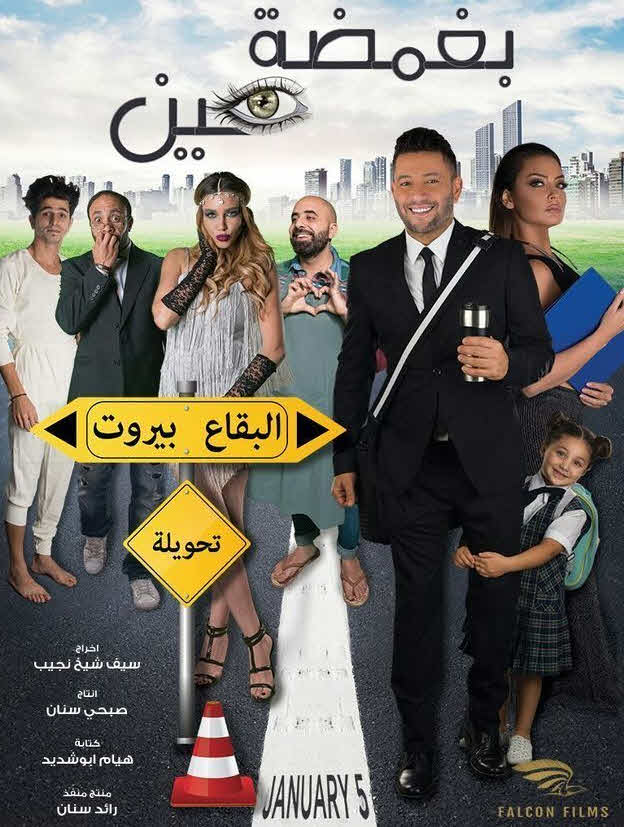 بغمضة
عين
البقاع
بيروت
تحويلة
اخراج
سيف شيخ نجيب
انتاج
صبحي سنان
كتابة
هيام ابوشديد
منتج منفذ
رائد سنان
JANUARY 5
FALCON FILMS